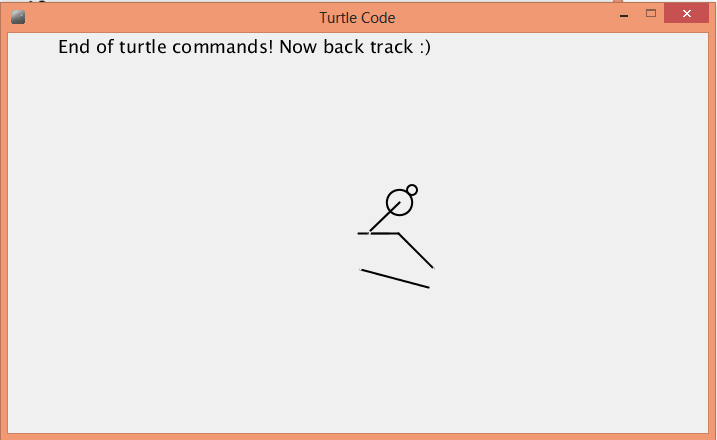 Turtle Code
End of turtle commands! Now back track :)